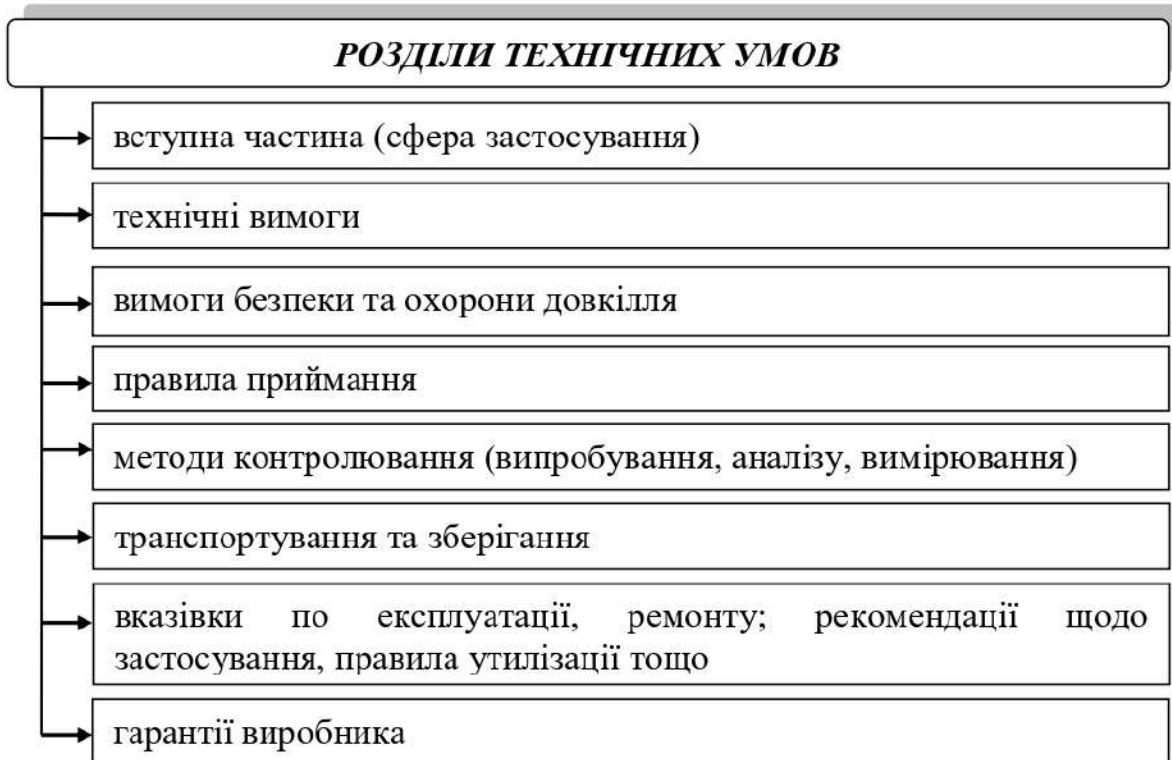 РОЗДІЛИ ТЕХНІЧНИХ УМОВ
вступна частина (сфера застосування)
технічні вимоги
вимоги безпеки та охорони довкілля
правила приймання
методи контролювання (випробування, аналізу, вимірювання)
транспортування та зберігання
вказівки по експлуатації, ремонту; рекомендації щодо
застосування, правила утилізації тощо
гарантії виробника